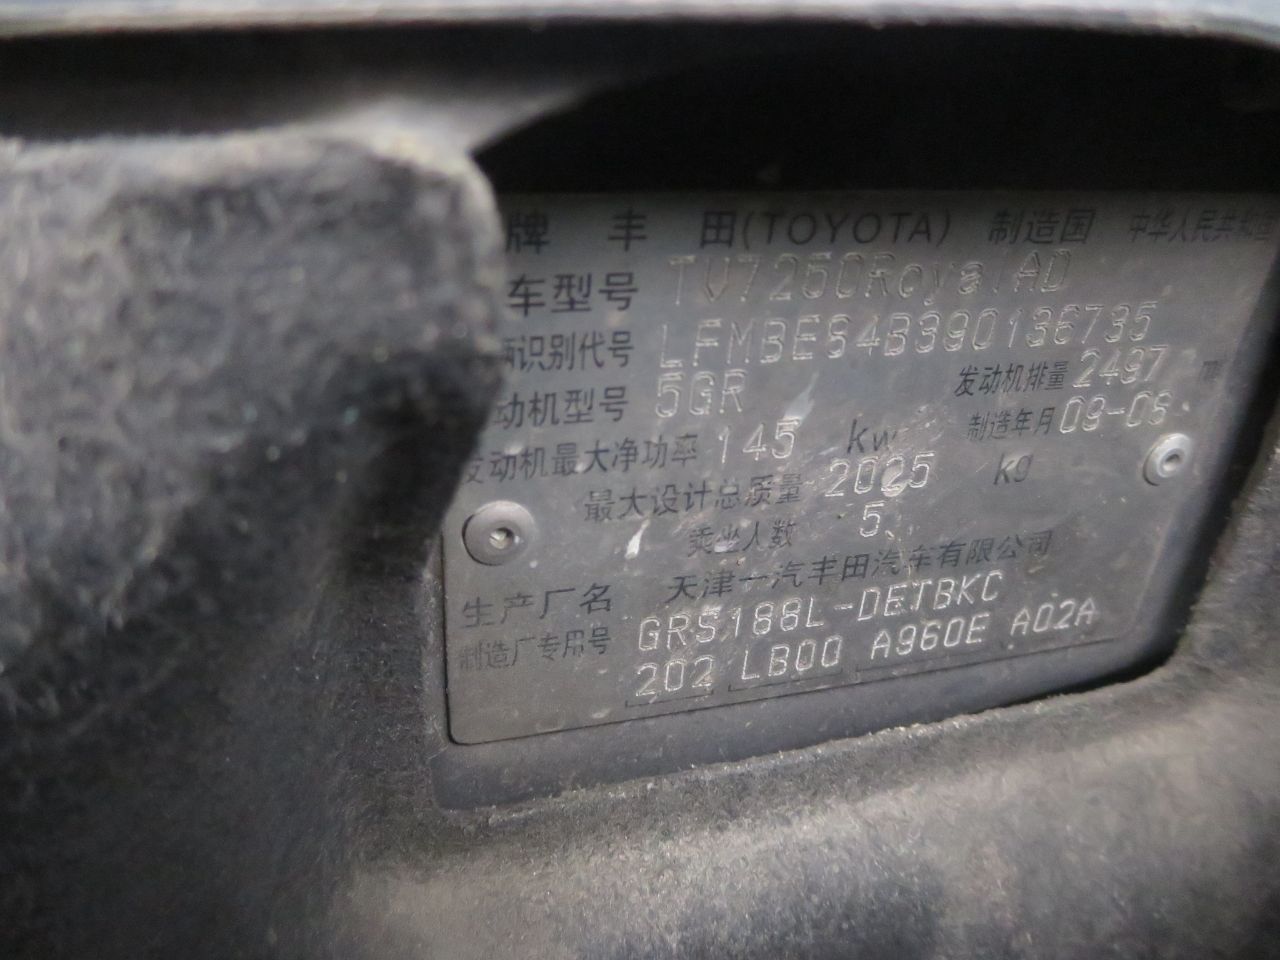 牌 丰 田(TOYOTA) 制造国 中华人民共和国
车型号 TV7250RoyalAD
辆识别代号 LFMBES4B390136735
动机型号 5GR 发动机排量 2497
发动机最大净功率 145 kw 制造年月 09-06
最大设计总质量 2025 kg
乘坐人数 5
生产厂名 天津一汽丰田汽车有限公司
制造厂专用号 GRS188L-DETBKC
202 LB00 A960E A02A